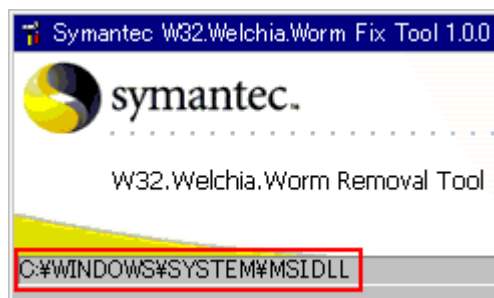 Symantec W32.Welchia.Worm Fix Tool 1.0.0
symantec.
W32.Welchia.Worm Removal Tool
C:¥WINDOWS¥SYSTEM¥MSIDLL